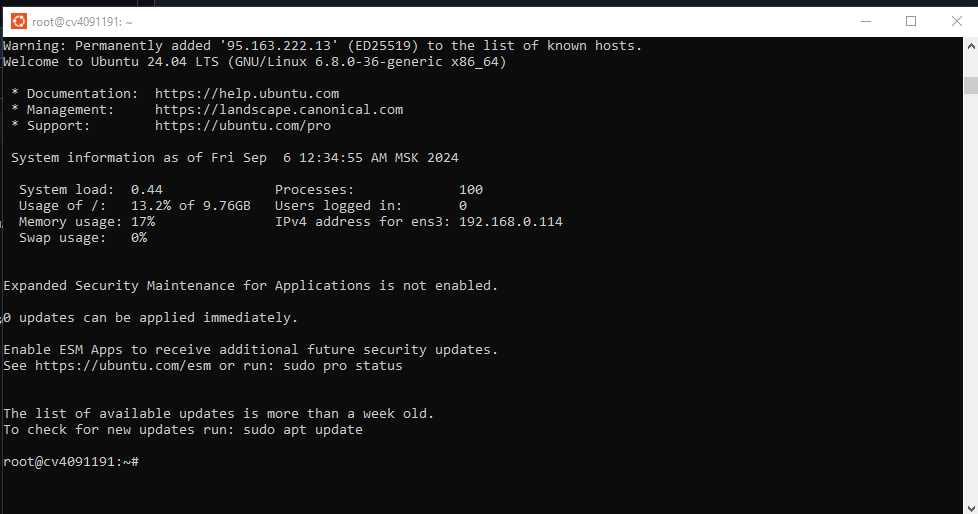 root@cv4091191: ~
Warning: Permanently added '95.163.222.13' (ED25519) to the list of known hosts.
Welcome to Ubuntu 24.04 LTS (GNU/Linux 6.8.0-36-generic x86_64)
* Documentation:  https://help.ubuntu.com
* Management:     https://landscape.canonical.com
* Support:        https://ubuntu.com/pro
System information as of Fri Sep  6 12:34:55 AM MSK 2024
System load:  0.44              Processes:             100
Usage of /:   13.2% of 9.76GB   Users logged in:       0
Memory usage: 17%               IPv4 address for ens3: 192.168.0.114
Swap usage:   0%
Expanded Security Maintenance for Applications is not enabled.
0 updates can be applied immediately.
Enable ESM Apps to receive additional future security updates.
See https://ubuntu.com/esm or run: sudo pro status
The list of available updates is more than a week old.
To check for new updates run: sudo apt update
root@cv4091191:~#